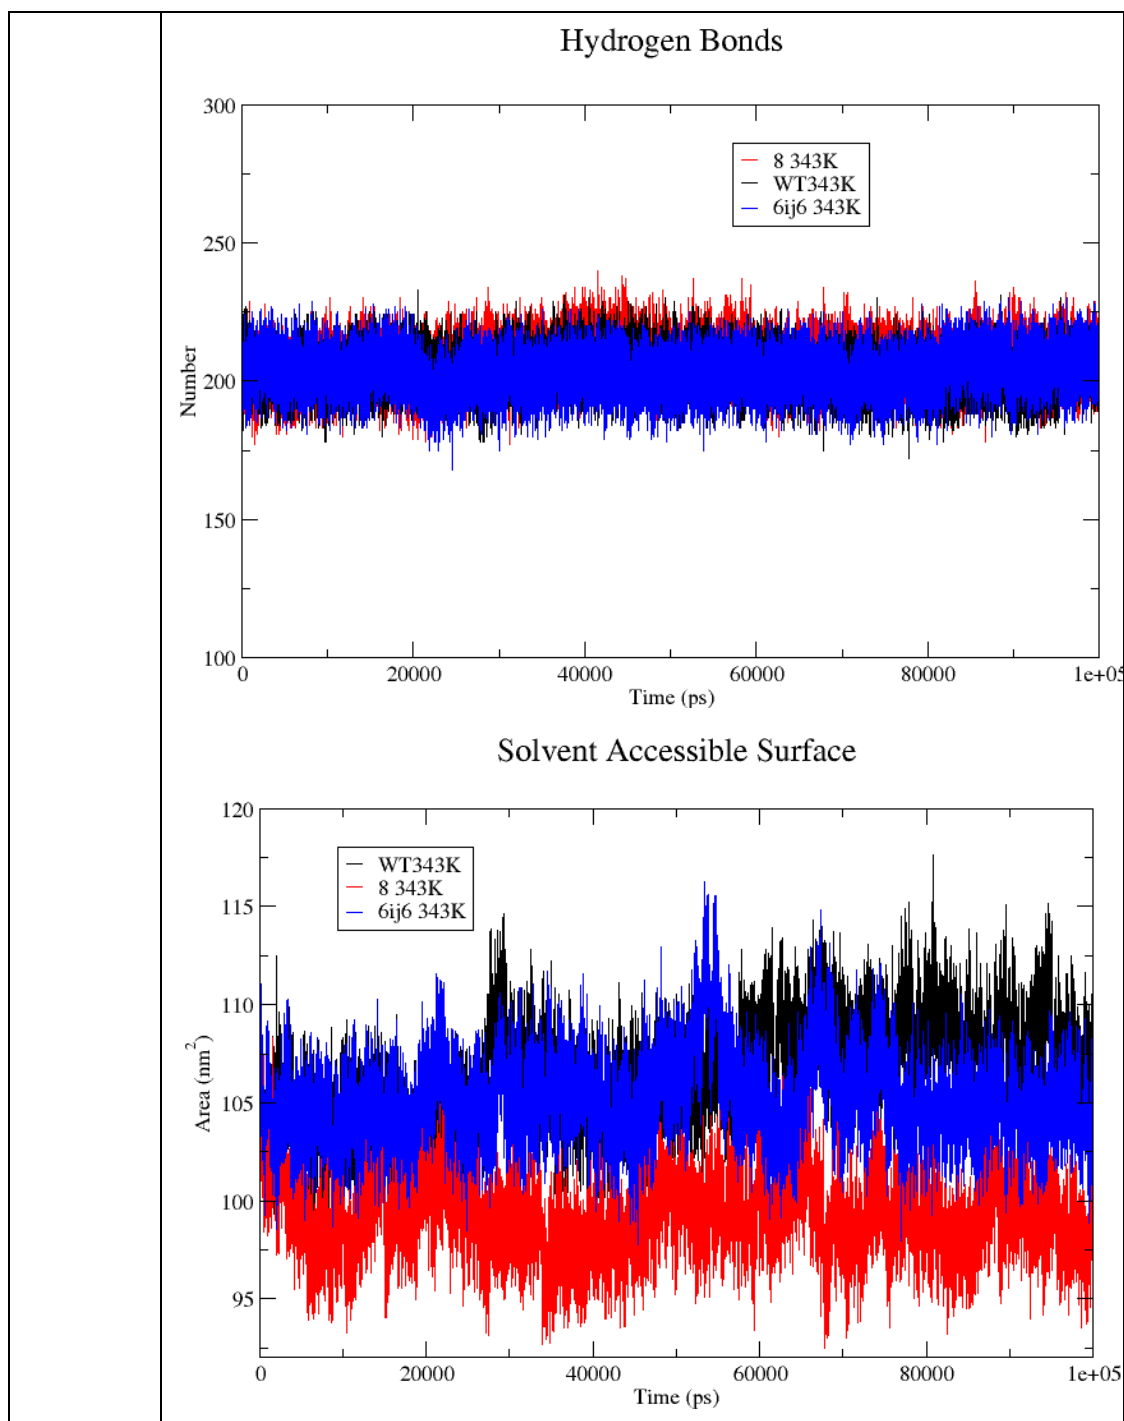 Hydrogen Bonds
300
250
200
150
100
Number
8 343K
WT343K
6ij6 343K
0 20000 40000 60000 80000 1e+05
Time (ps)
Solvent Accessible Surface
120
115
110
105
100
95
Area (nm²)
WT343K
8 343K
6ij6 343K
0 20000 40000 60000 80000 1e+05
Time (ps)